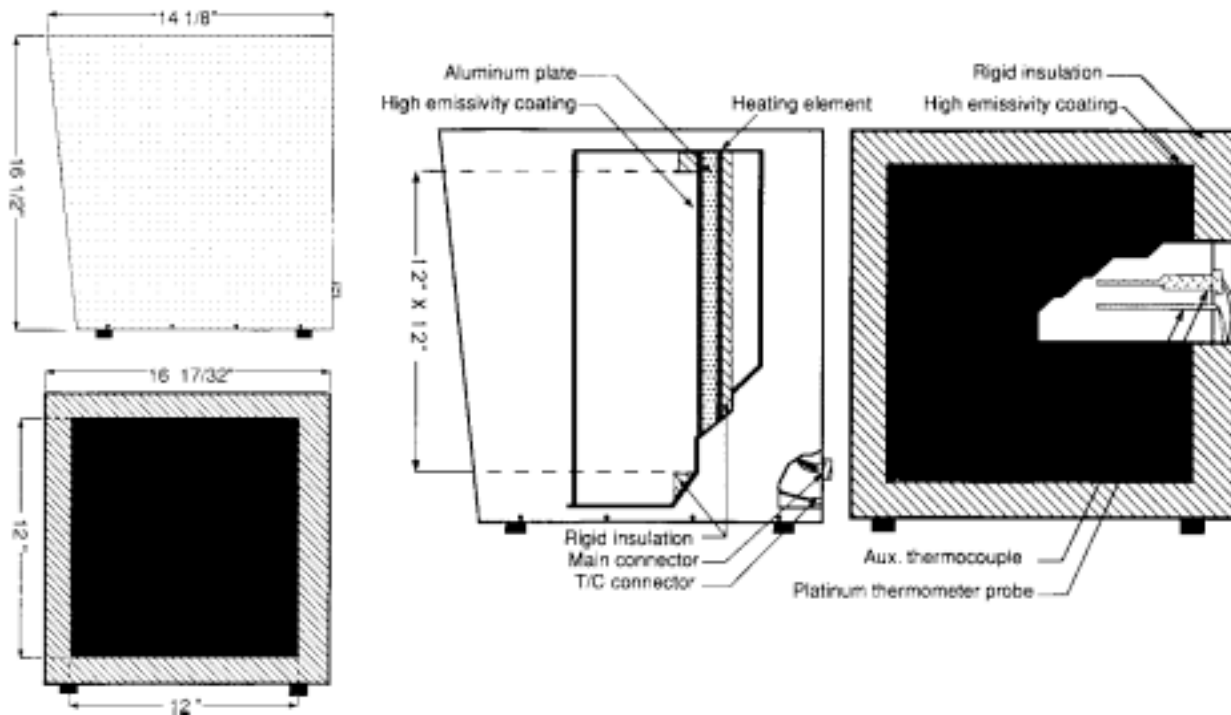 14 1/8"
16 1/2"
16 17/32"
12"
12"
Aluminum plate
High emissivity coating
Heating element
12" X 12"
Rigid insulation
Main connector
T/C connector
Rigid insulation
High emissivity coating
Aux. thermocouple
Platinum thermometer probe